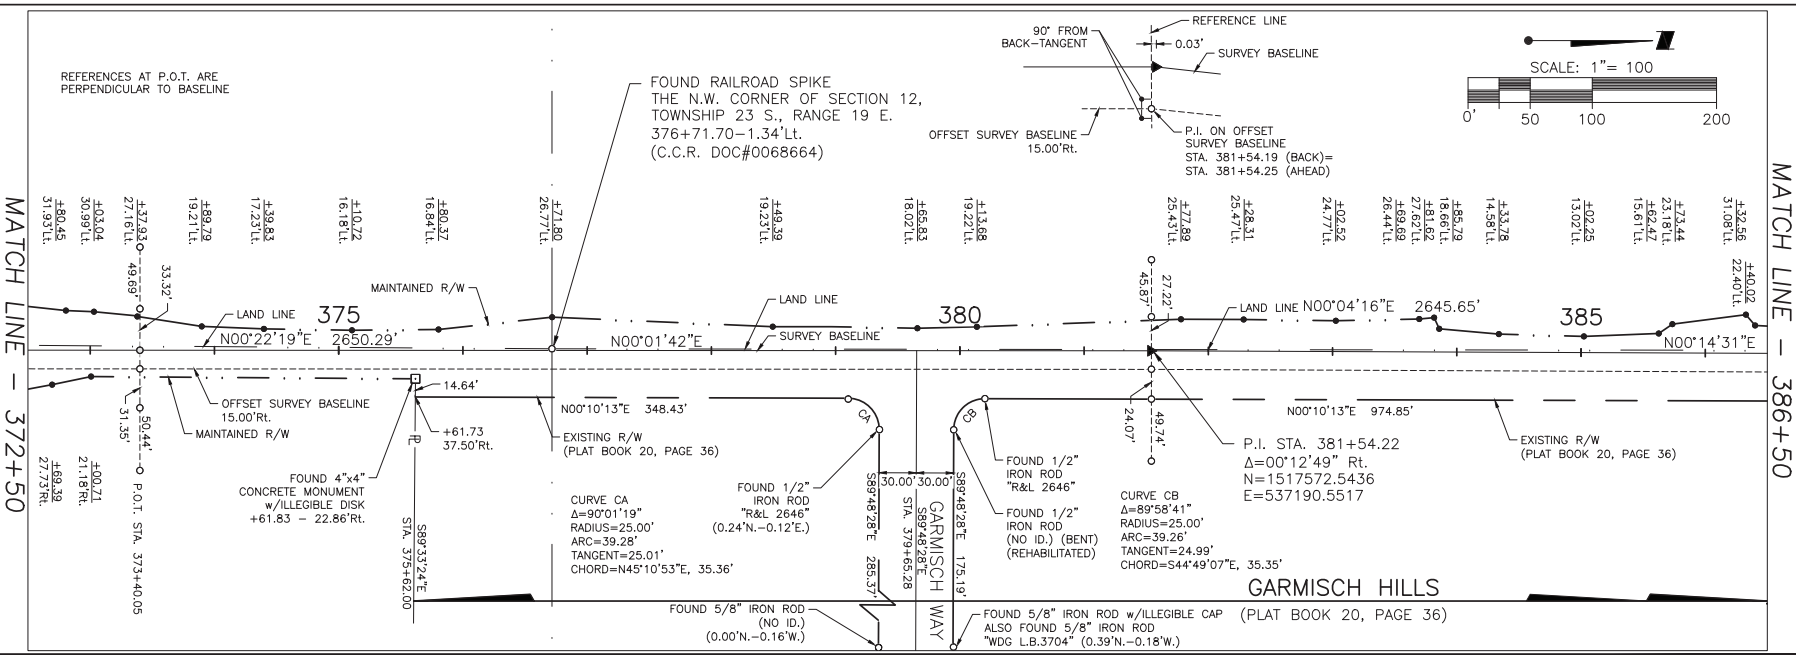 REFERENCES AT P.O.T. ARE
PERPENDICULAR TO BASELINE
FOUND RAILROAD SPIKE
THE N.W. CORNER OF SECTION 12,
TOWNSHIP 23 S., RANGE 19 E.
376+71.70-1.34'Lt.
(C.C.R. DOC#0068664)
90° FROM
BACK-TANGENT
REFERENCE LINE
0.03'
SURVEY BASELINE
OFFSET SURVEY BASELINE
15.00'Rt.
P.I. ON OFFSET
SURVEY BASELINE
STA. 381+54.19 (BACK)=
STA. 381+54.25 (AHEAD)
SCALE: 1"= 100
0'
50
100
200
MATCH LINE - 372+50
+80.45
31.93'Lt.
+03.04
30.99'Lt.
+37.93
27.16'Lt.
+89.79
19.21'Lt.
+39.83
17.23'Lt.
+10.72
16.18'Lt.
+80.37
16.84'Lt.
+71.80
26.77'Lt.
+49.39
19.23'Lt.
+65.83
18.02'Lt.
+13.68
19.22'Lt.
+77.89
25.43'Lt.
+28.31
25.47'Lt.
+02.52
24.77'Lt.
+69.69
26.44'Lt.
+81.62
27.62'Lt.
+85.79
18.66'Lt.
+33.78
14.58'Lt.
+02.25
13.02'Lt.
+62.47
15.61'Lt.
+73.44
23.18'Lt.
+32.56
31.08'Lt.
+40.02
22.40'Lt.
MATCH LINE - 386+50
49.69'
33.32'
LAND LINE
375
MAINTAINED R/W
N00°22'19"E 2650.29'
N00°01'42"E
LAND LINE
SURVEY BASELINE
380
45.87'
27.22'
LAND LINE
N00°04'16"E 2645.65'
385
N00°14'31"E
OFFSET SURVEY BASELINE
15.00'Rt.
MAINTAINED R/W
31.35'
50.44'
P.O.T. STA. 373+40.05
+69.39
27.73'Rt.
+00.71
21.18'Rt.
14.64'
+61.73
37.50'Rt.
PL
FOUND 4"x4"
CONCRETE MONUMENT
w/ILLEGIBLE DISK
+61.83 - 22.86'Rt.
S89°33'24"E
STA. 375+62.00
N00°10'13"E 348.43'
EXISTING R/W
(PLAT BOOK 20, PAGE 36)
CURVE CA
Δ=90°01'19"
RADIUS=25.00'
ARC=39.28'
TANGENT=25.01'
CHORD=N45°10'53"E, 35.36'
CA
CB
FOUND 1/2"
IRON ROD
"R&L 2646"
(0.24'N.-0.12'E.)
30.00'
30.00'
S89°48'28"E 285.37'
STA. 379+65.28
S89°48'28"E
GARMISCH WAY
S89°48'28"E 175.19'
FOUND 1/2"
IRON ROD
"R&L 2646"
FOUND 1/2"
IRON ROD
(NO ID.) (BENT)
(REHABILITATED)
CURVE CB
Δ=89°58'41"
RADIUS=25.00'
ARC=39.26'
TANGENT=24.99'
CHORD=S44°49'07"E, 35.35'
24.07'
49.74'
P.I. STA. 381+54.22
Δ=00°12'49" Rt.
N=1517572.5436
E=537190.5517
N00°10'13"E 974.85'
EXISTING R/W
(PLAT BOOK 20, PAGE 36)
GARMISCH HILLS
(PLAT BOOK 20, PAGE 36)
FOUND 5/8" IRON ROD
(NO ID.)
(0.00'N.-0.16'W.)
FOUND 5/8" IRON ROD w/ILLEGIBLE CAP
ALSO FOUND 5/8" IRON ROD
"WDG L.B.3704" (0.39'N.-0.18'W.)